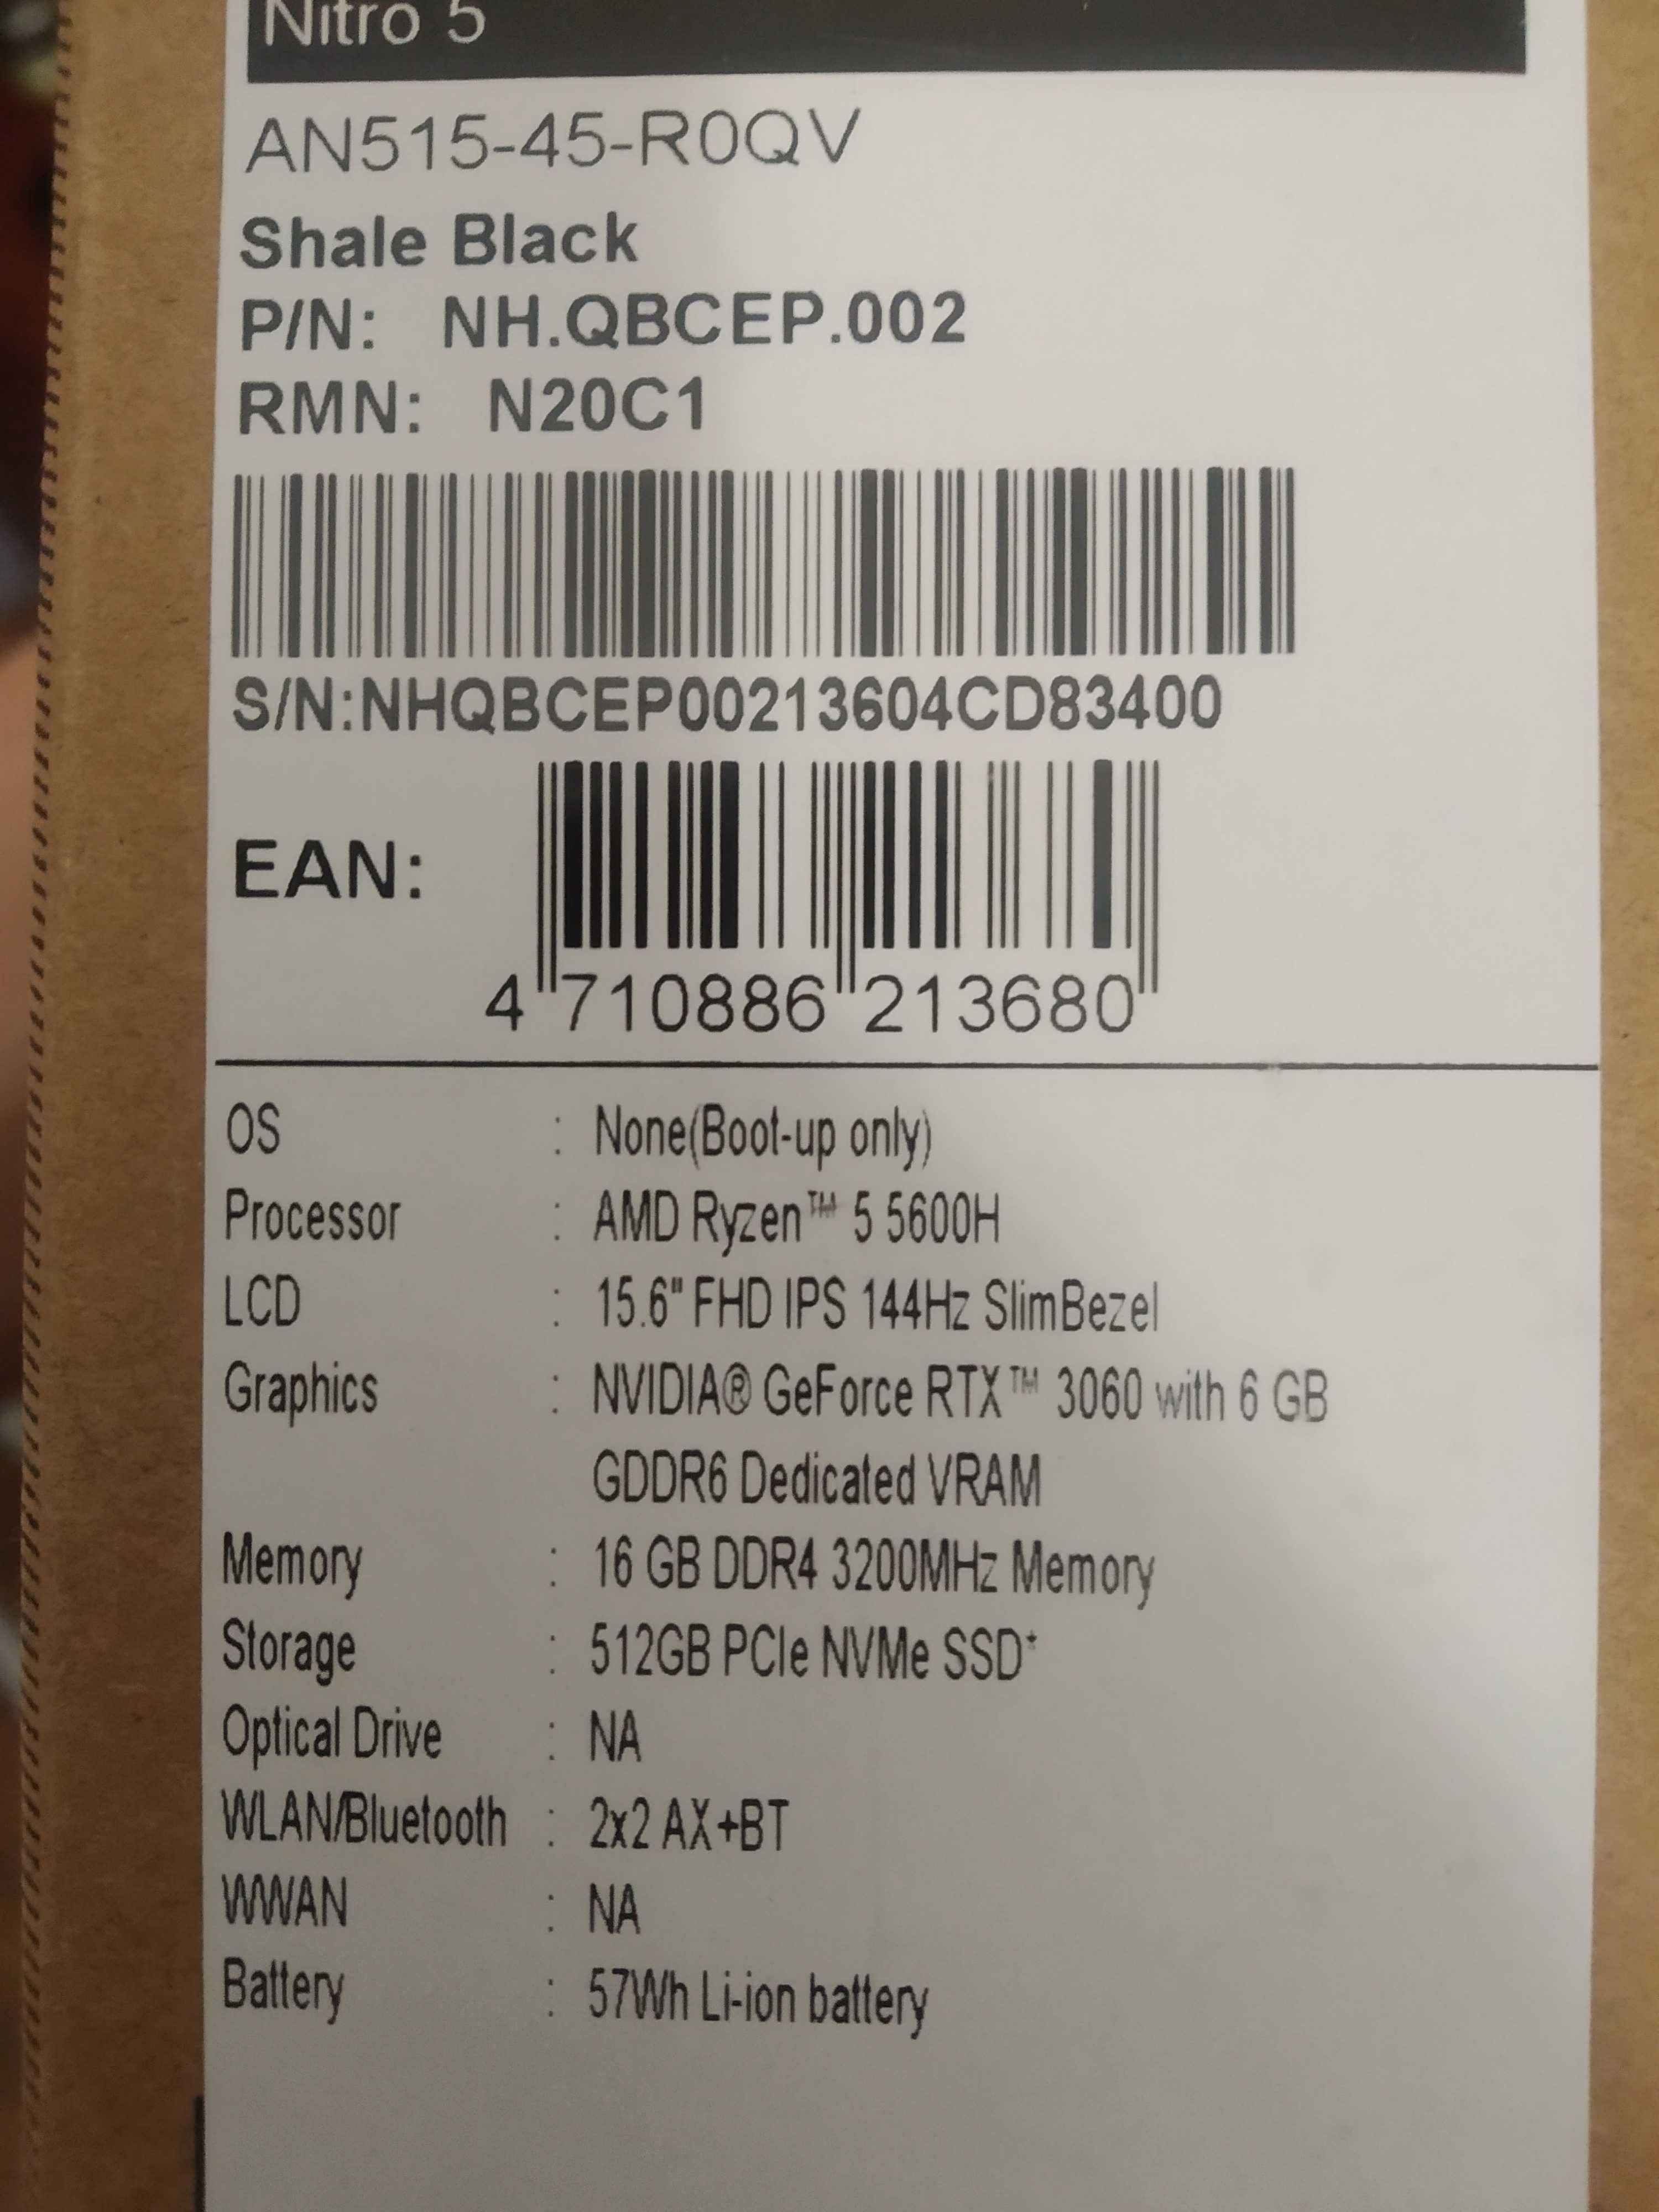 Nitro 5
AN515-45-R0QV
Shale Black
P/N: NH.QBCEP.002
RMN: N20C1
S/N:NHQBCEP00213604CD83400
EAN:
4 710886 213680
OS : None(Boot-up only)
Processor : AMD Ryzen™ 5 5600H
LCD : 15.6" FHD IPS 144Hz SlimBezel
Graphics : NVIDIA® GeForce RTX™ 3060 with 6 GB
GDDR6 Dedicated VRAM
Memory : 16 GB DDR4 3200MHz Memory
Storage : 512GB PCIe NVMe SSD*
Optical Drive : NA
WLAN/Bluetooth : 2x2 AX+BT
WWAN : NA
Battery : 57Wh Li-ion battery